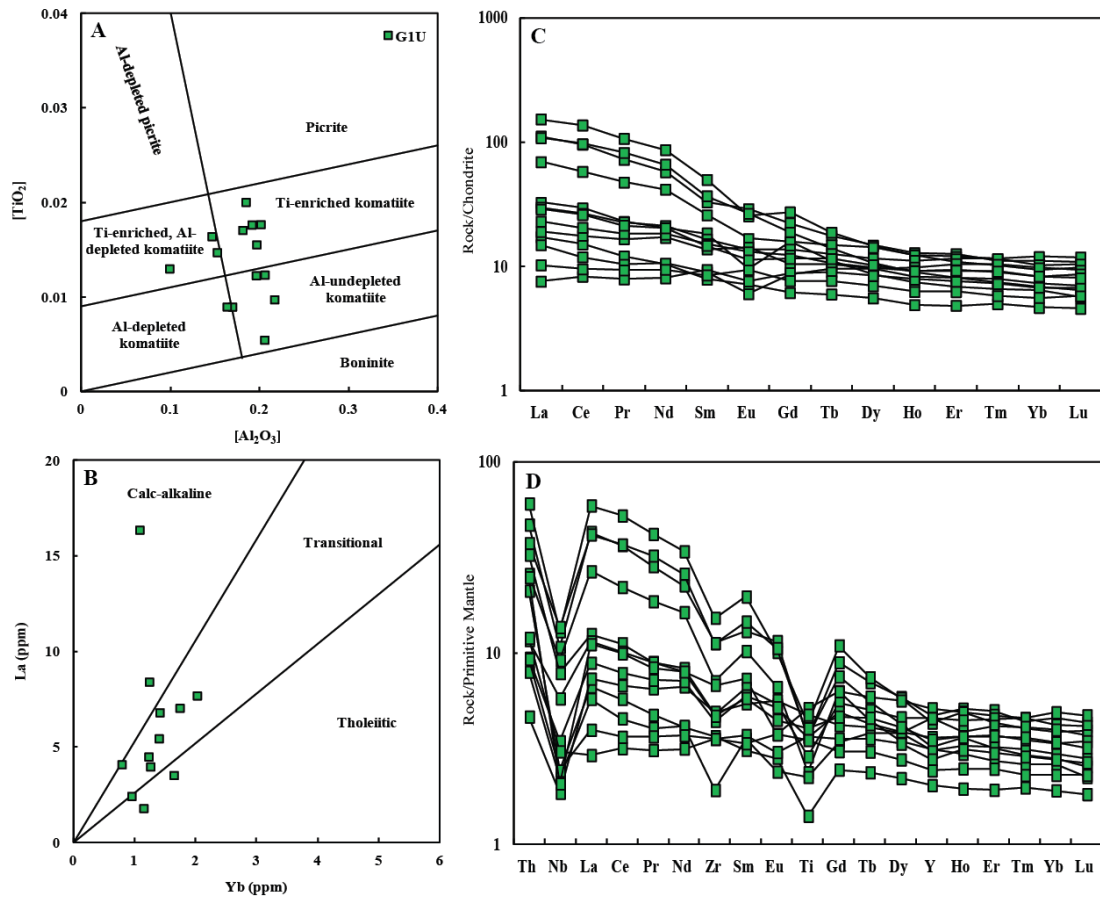 A
G1U
0.04
0.03
0.02
0.01
0
[TiO₂]
Al-depleted picrite
Picrite
Ti-enriched komatiite
Ti-enriched, Al-
depleted komatiite
Al-undepleted
komatiite
Al-depleted
komatiite
Boninite
0 0.1 0.2 0.3 0.4
[Al₂O₃]
B
20
15
10
5
0
La (ppm)
Calc-alkaline
Transitional
Tholeiitic
0 1 2 3 4 5 6
Yb (ppm)
C
1000
100
10
1
Rock/Chondrite
La Ce Pr Nd Sm Eu Gd Tb Dy Ho Er Tm Yb Lu
D
100
10
1
Rock/Primitive Mantle
Th Nb La Ce Pr Nd Zr Sm Eu Ti Gd Tb Dy Y Ho Er Tm Yb Lu